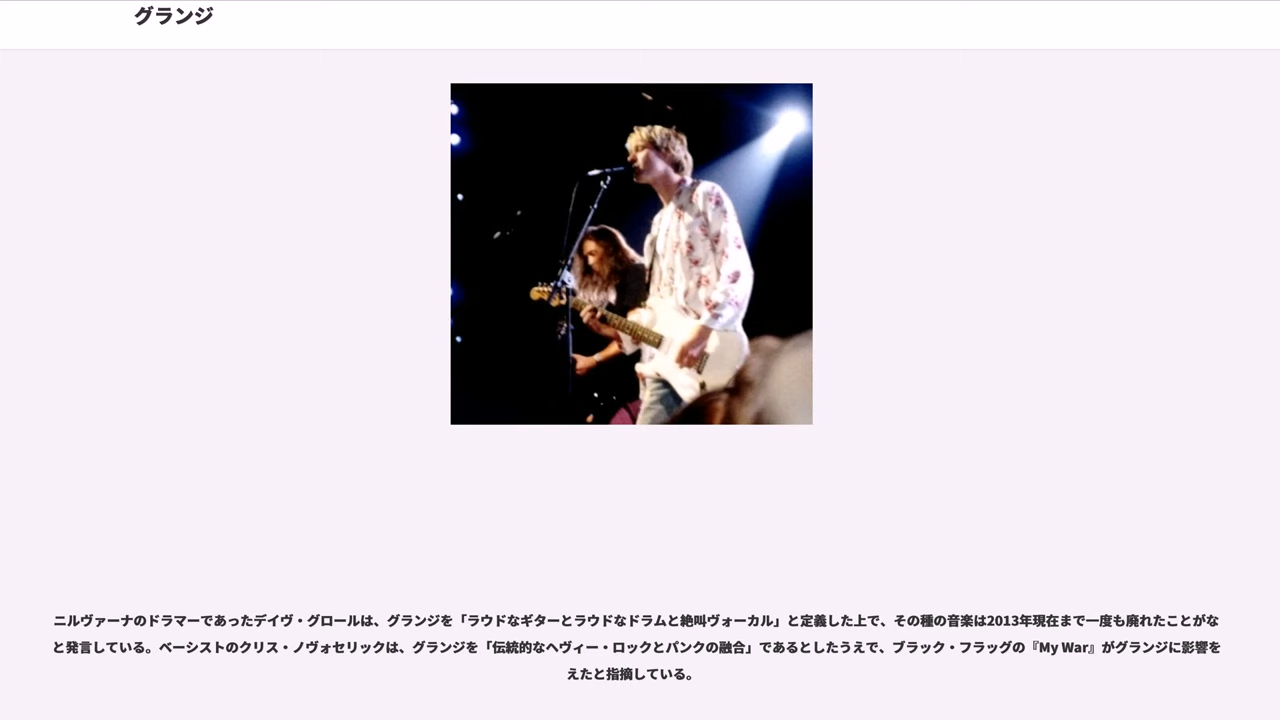 グランジ
ニルヴァーナのドラマーであったデイヴ・グロールは、グランジを「ラウドなギターとラウドなドラムと絶叫ヴォーカル」と定義した上で、その種の音楽は2013年現在まで一度も廃れたことがな
と発言している。ベーシストのクリス・ノヴォセリックは、グランジを「伝統的なヘヴィー・ロックとパンクの融合」であるとしたうえで、ブラック・フラッグの『My War』がグランジに影響を
えたと指摘している。